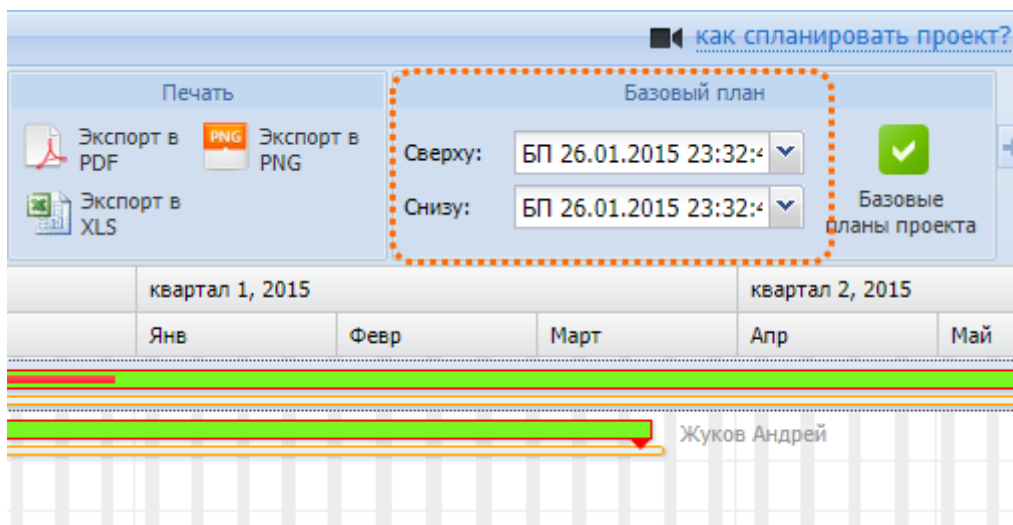 как спланировать проект?
Печать
Экспорт в
PDF
PNG
Экспорт в
PNG
Экспорт в
XLS
Базовый план
Сверху:
БП 26.01.2015 23:32:4
Снизу:
БП 26.01.2015 23:32:4
Базовые
планы проекта
квартал 1, 2015
квартал 2, 2015
Янв
Февр
Март
Апр
Май
Жуков Андрей